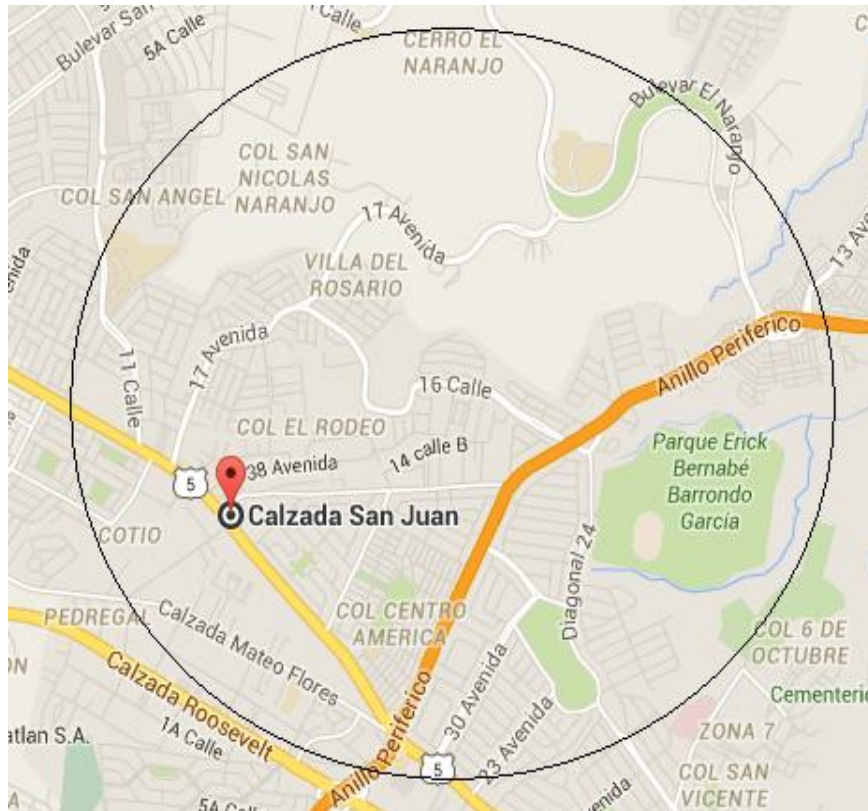 Calle
Bulevar San
5A Calle
CERRO EL
NARANJO
Bulevar El Naranjo
COL SAN
NICOLAS
NARANJO
COL SAN ANGEL
17 Avenida
13 Av
VILLA DEL
ROSARIO
17 Avenida
11 Calle
Anillo Periferico
16 Calle
COL EL RODEO
14 calle B
38 Avenida
5
Calzada San Juan
Parque Erick
Bernabé
Barrondo
García
COTIO
Diagonal 24
PEDREGAL
Calzada Mateo Flores
COL CENTRO
AMERICA
COL 6 DE
OCTUBRE
Calzada Roosevelt
Anillo Periferico
30 Avenida
23 Avenida
Cementerio
atlan S.A.
1A Calle
ZONA 7
5
COL SAN
VICENTE
5A Calle